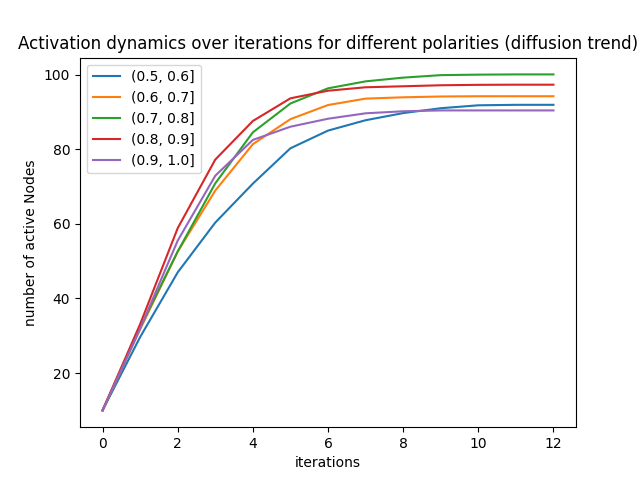 Activation dynamics over iterations for different polarities (diffusion trend)
(0.5, 0.6]
(0.6, 0.7]
(0.7, 0.8]
(0.8, 0.9]
(0.9, 1.0]
number of active Nodes
100
80
60
40
20
0 2 4 6 8 10 12
iterations